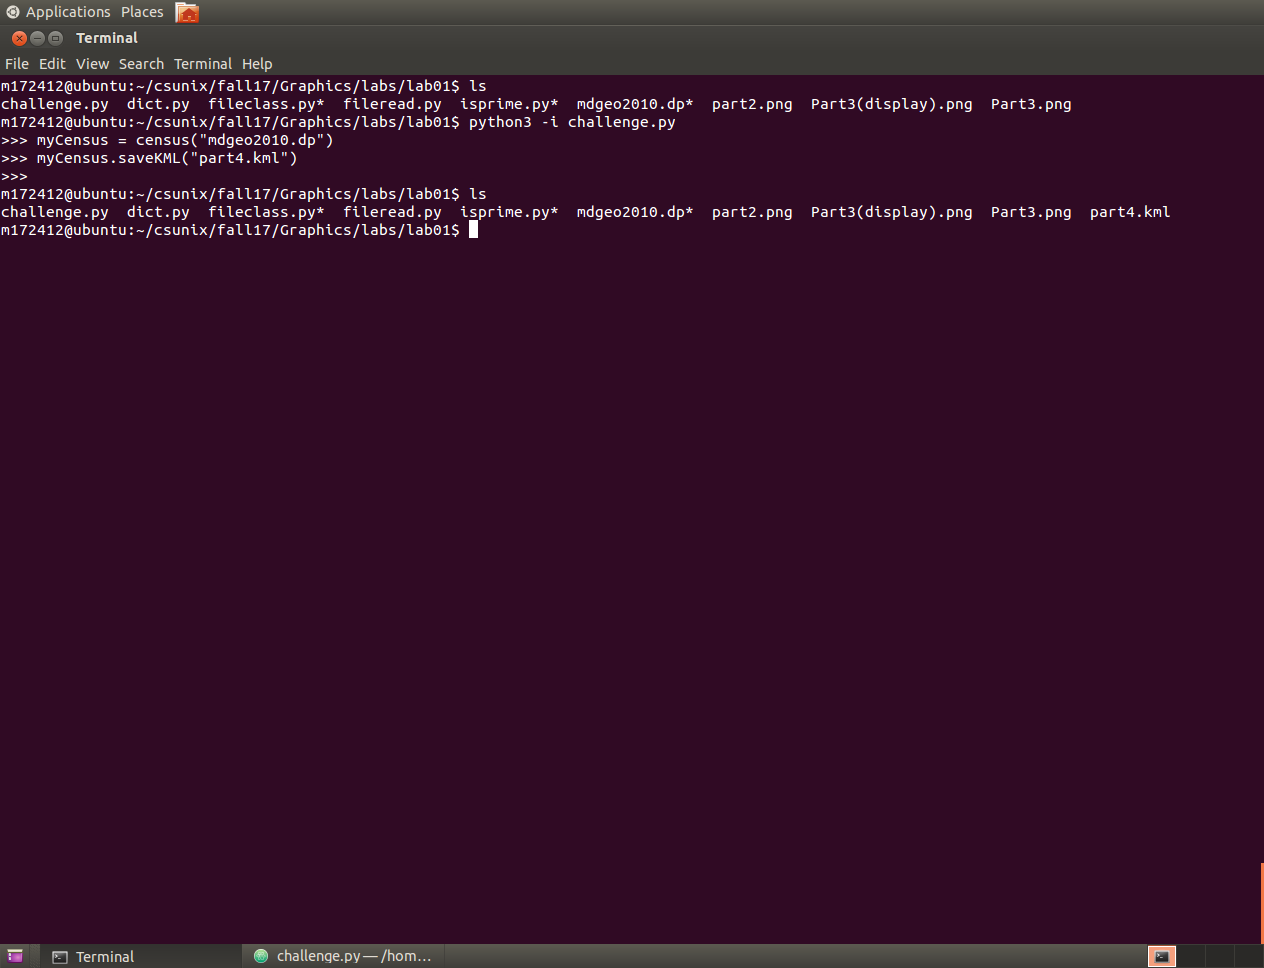 Applications Places
Terminal
File Edit View Search Terminal Help
m172412@ubuntu:~/csunix/fall17/Graphics/labs/lab01$ ls
challenge.py  dict.py  fileclass.py*  fileread.py  isprime.py*  mdgeo2010.dp*  part2.png  Part3(display).png  Part3.png
m172412@ubuntu:~/csunix/fall17/Graphics/labs/lab01$ python3 -i challenge.py
>>> myCensus = census("mdgeo2010.dp")
>>> myCensus.saveKML("part4.kml")
>>>
m172412@ubuntu:~/csunix/fall17/Graphics/labs/lab01$ ls
challenge.py  dict.py  fileclass.py*  fileread.py  isprime.py*  mdgeo2010.dp*  part2.png  Part3(display).png  Part3.png  part4.kml
m172412@ubuntu:~/csunix/fall17/Graphics/labs/lab01$
Terminal challenge.py — /hom...